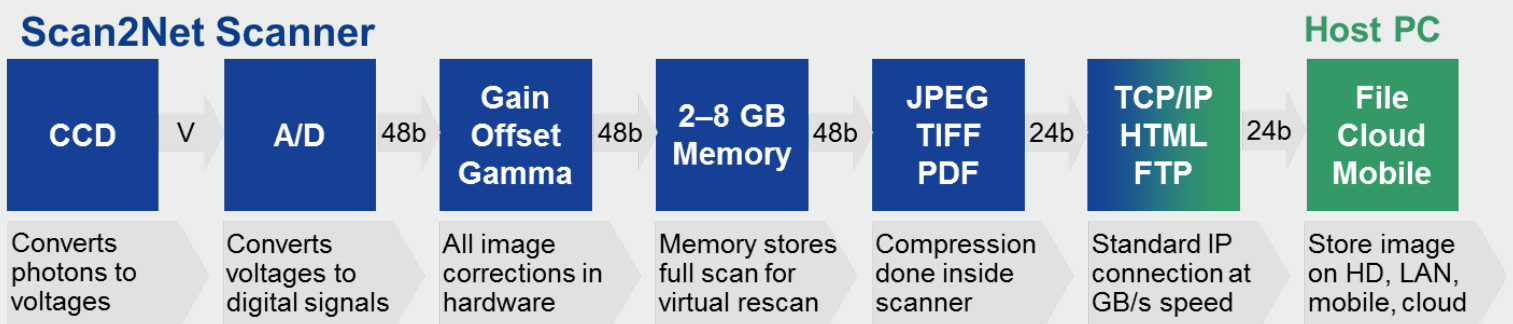 Scan2Net Scanner
Host PC
CCD
V
A/D
48b
Gain
Offset
Gamma
48b
2–8 GB
Memory
48b
JPEG
TIFF
PDF
24b
TCP/IP
HTML
FTP
24b
File
Cloud
Mobile
Converts
photons to
voltages
Converts
voltages to
digital signals
All image
corrections in
hardware
Memory stores
full scan for
virtual rescan
Compression
done inside
scanner
Standard IP
connection at
GB/s speed
Store image
on HD, LAN,
mobile, cloud